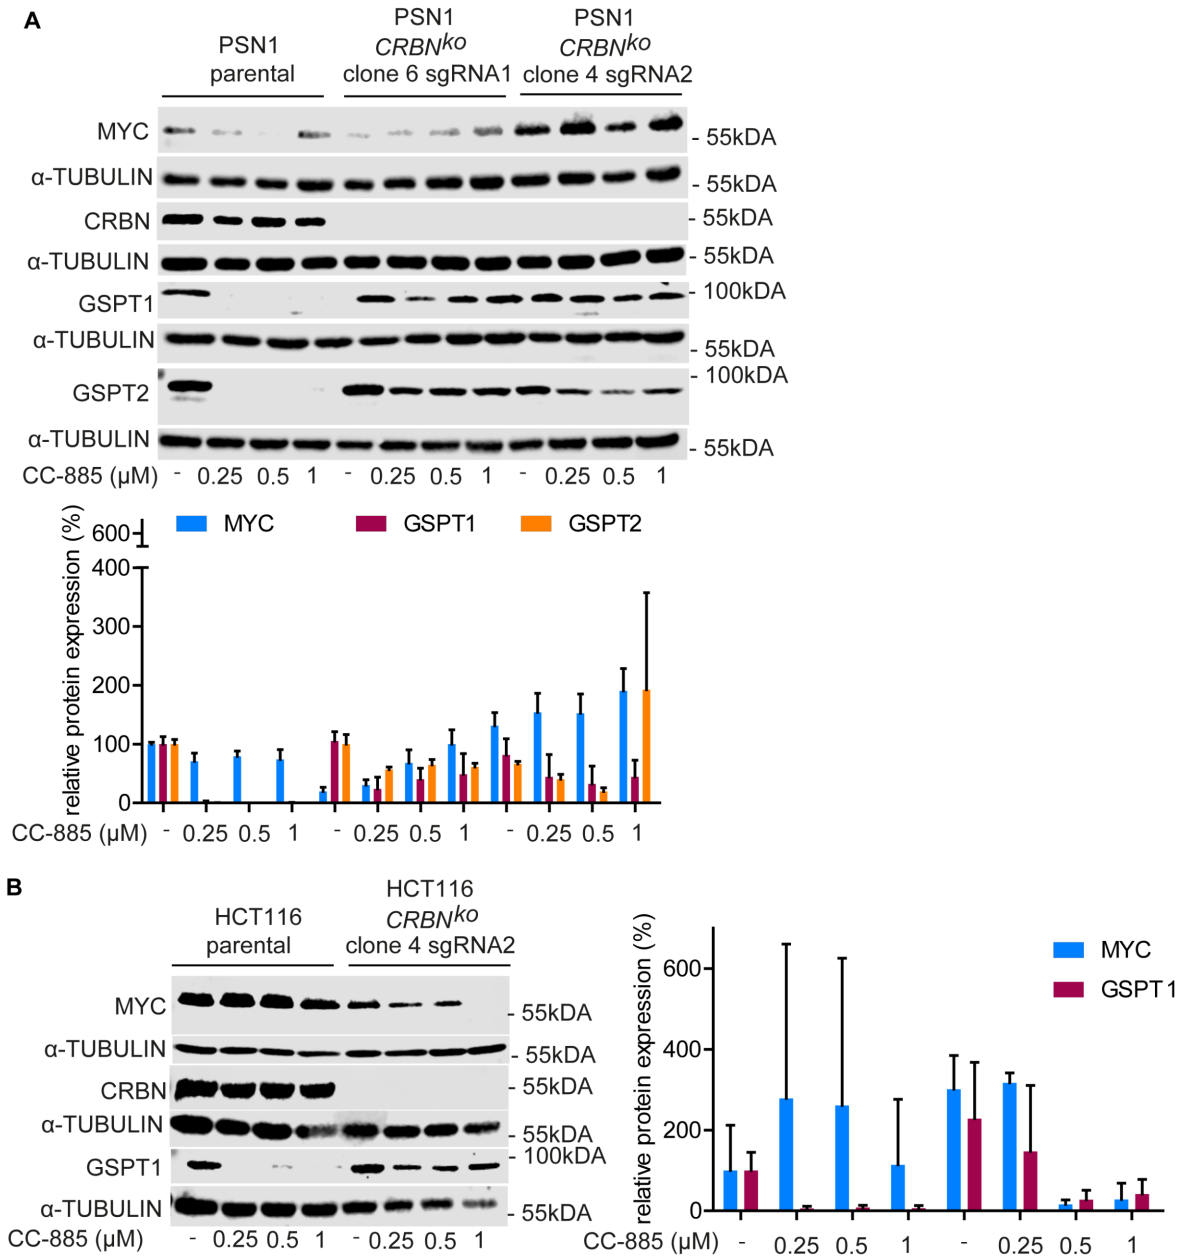 A
PSN1
parental
PSN1
CRBNko
clone 6 sgRNA1
PSN1
CRBNko
clone 4 sgRNA2
MYC
- 55kDA
α-TUBULIN
- 55kDA
CRBN
- 55kDA
α-TUBULIN
- 55kDA
GSPT1
- 100kDA
α-TUBULIN
- 55kDA
GSPT2
- 100kDA
α-TUBULIN
- 55kDA
CC-885 (µM) - 0.25 0.5 1 - 0.25 0.5 1 - 0.25 0.5 1
MYC GSPT1 GSPT2
relative protein expression (%)
600
400
300
200
100
0
CC-885 (µM) - 0.25 0.5 1 - 0.25 0.5 1 - 0.25 0.5 1
B
HCT116
parental
HCT116
CRBNko
clone 4 sgRNA2
MYC
- 55kDA
α-TUBULIN
- 55kDA
CRBN
- 55kDA
α-TUBULIN
- 55kDA
GSPT1
- 100kDA
α-TUBULIN
- 55kDA
CC-885 (µM) - 0.25 0.5 1 - 0.25 0.5 1
relative protein expression (%)
MYC
GSPT1
600
400
200
0
CC-885 (µM) - 0.25 0.5 1 - 0.25 0.5 1